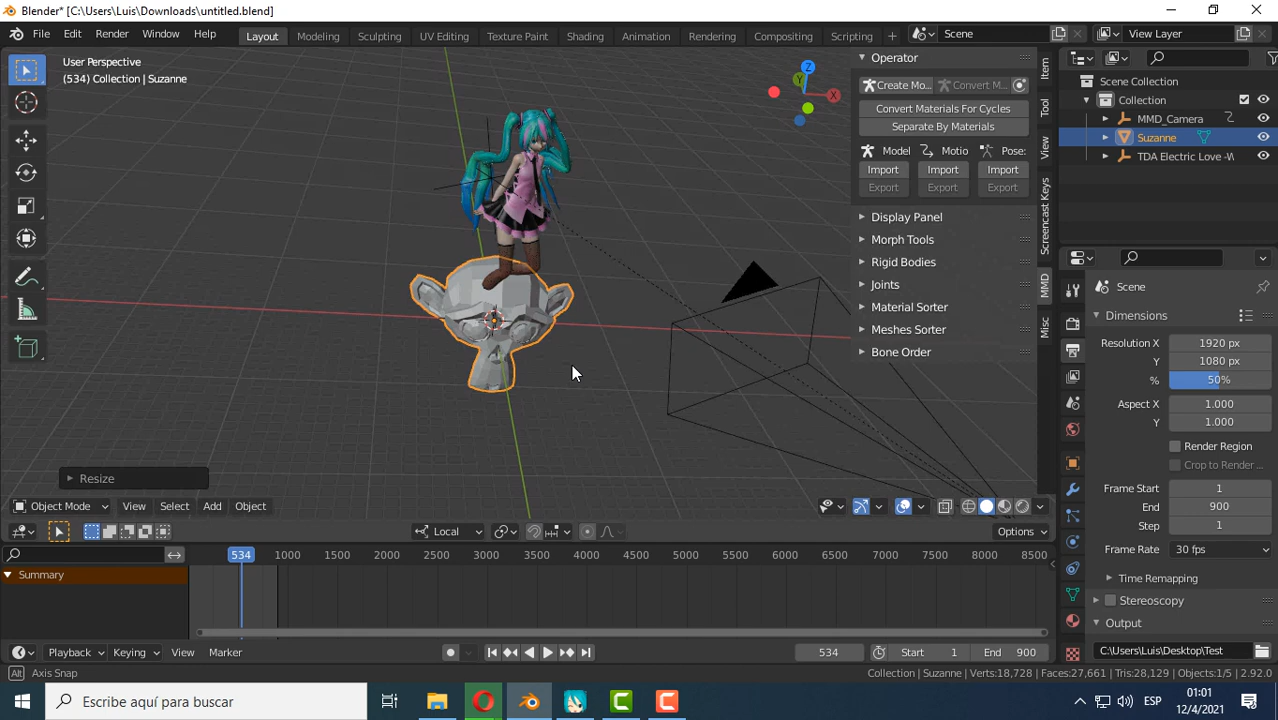 Blender* [C:\Users\Luis\Downloads\untitled.blend]
File Edit Render Window Help Layout Modeling Sculpting UV Editing Texture Paint Shading Animation Rendering Compositing Scripting + Scene View Layer
User Perspective
(534) Collection | Suzanne
Z
Y
X
Operator
Create Mo...
Convert M...
Convert Materials For Cycles
Separate By Materials
Model Motio Pose:
Import Import Import
Export Export Export
Display Panel
Morph Tools
Rigid Bodies
Joints
Material Sorter
Meshes Sorter
Bone Order
Item
Tool
View
Screencast Keys
MMD
Misc
Scene Collection
Collection
MMD_Camera
Suzanne
TDA Electric Love -W
Scene
Dimensions
Resolution X 1920 px
Y 1080 px
% 50%
Aspect X 1.000
Y 1.000
Render Region
Crop to Render ...
Frame Start 1
End 900
Step 1
Frame Rate 30 fps
Time Remapping
Stereoscopy
Output
C:\Users\Luis\Desktop\Test
Resize
Object Mode View Select Add Object
Local
Options
534 1000 1500 2000 2500 3000 3500 4000 4500 5000 5500 6000 6500 7000 7500 8000 8500
Summary
Playback Keying View Marker 534 Start 1 End 900
Alt Axis Snap
Collection | Suzanne | Verts:18,728 | Faces:27,661 | Tris:28,129 | Objects:1/5 | 2.92.0
Escribe aquí para buscar
ESP
01:01
12/4/2021